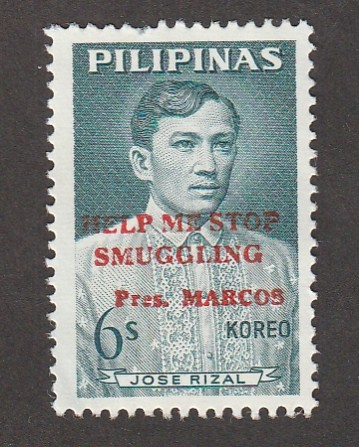 PILIPINAS
HELP ME STOP
SMUGGLING
Pres. MARCOS
6s KOREO
JOSE RIZAL